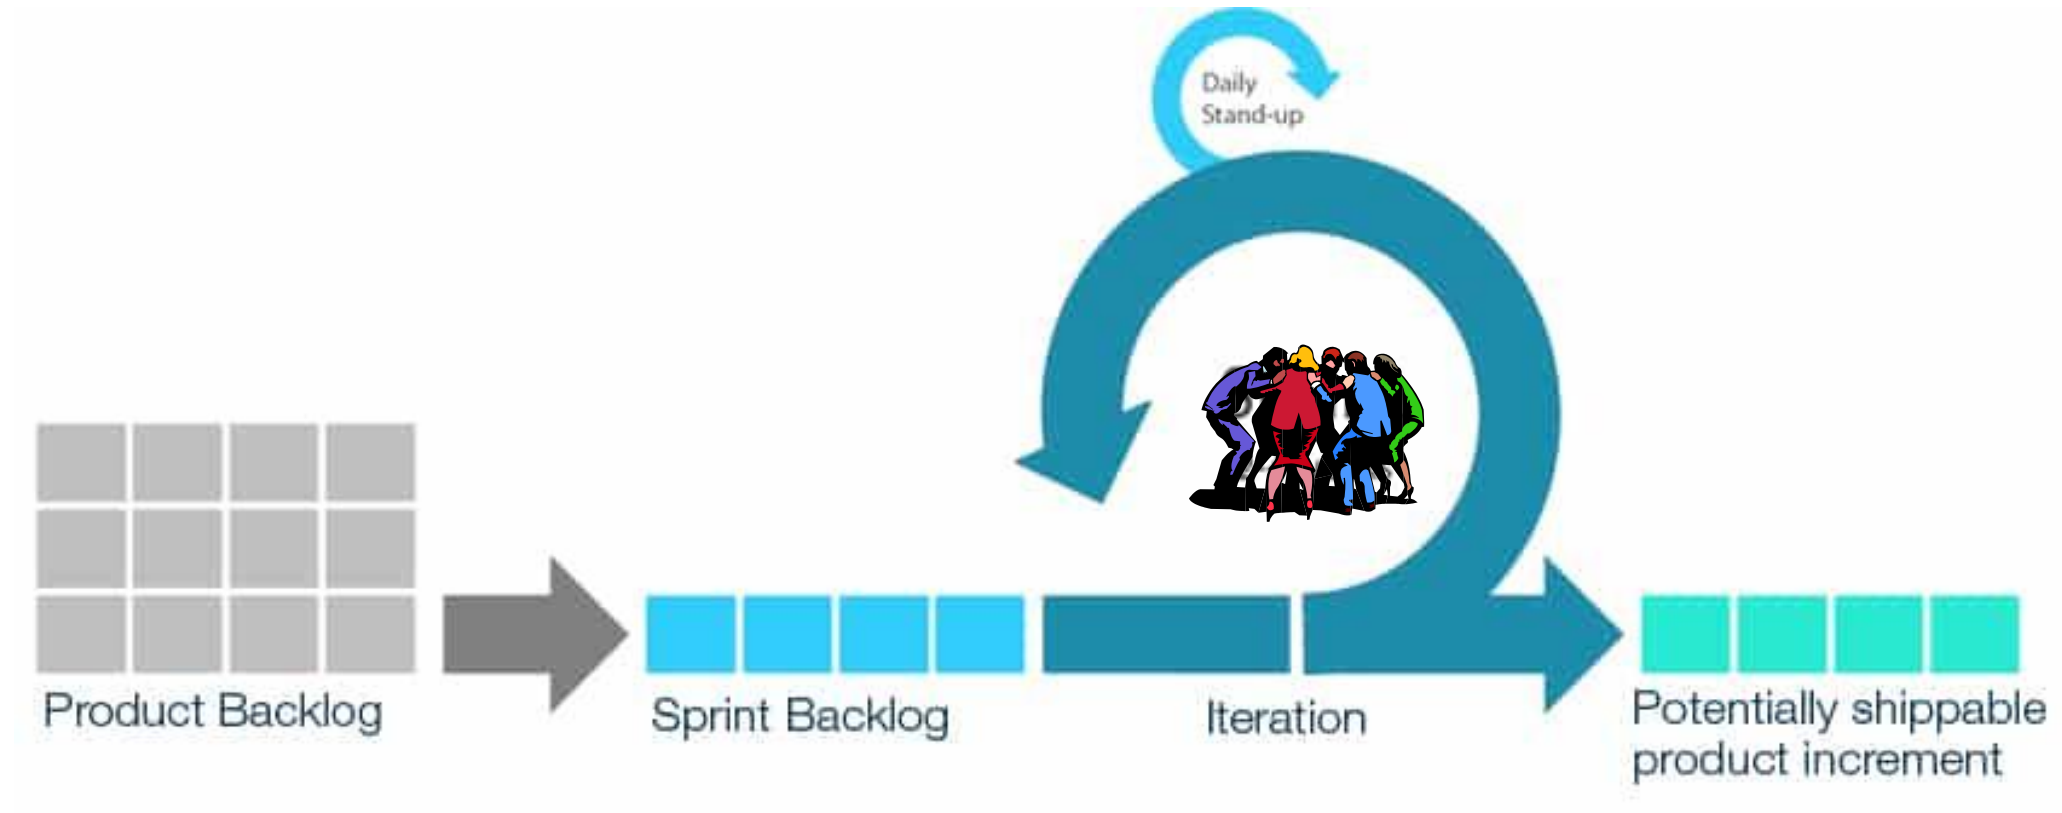 Daily
Stand-up
Product Backlog
Sprint Backlog
Iteration
Potentially shippable
product increment